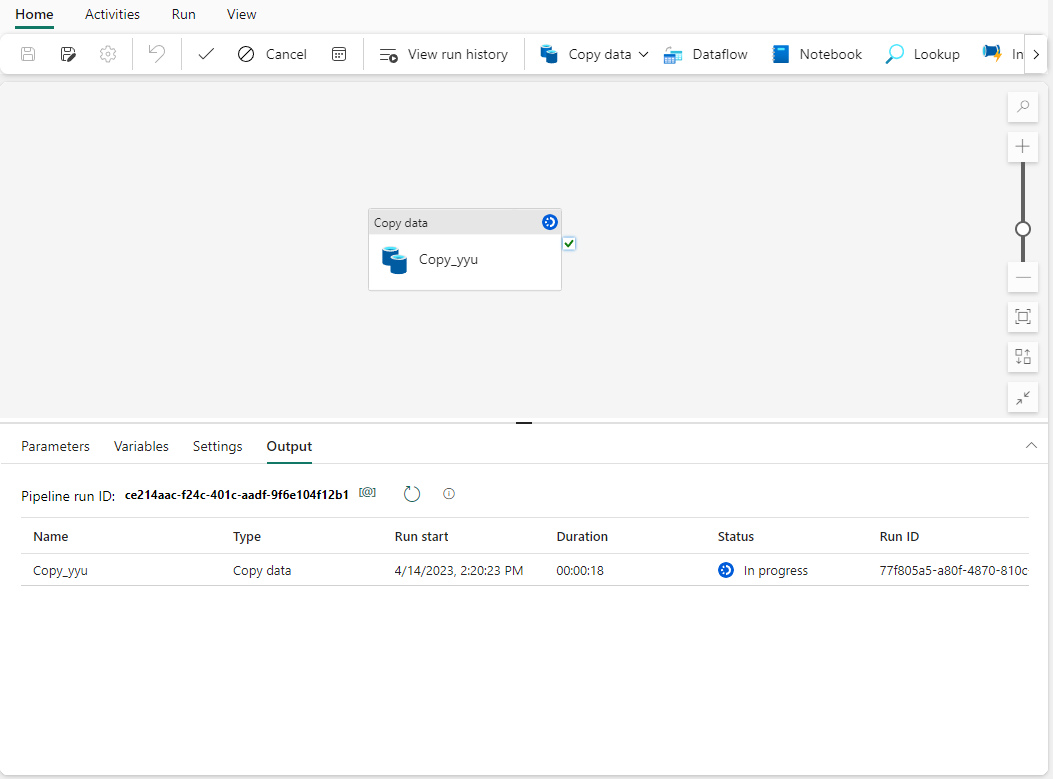 Home Activities Run View
Cancel View run history Copy data Dataflow Notebook Lookup In
Copy data
Copy_yyu
Parameters Variables Settings Output
Pipeline run ID: ce214aac-f24c-401c-aadf-9f6e104f12b1 [@]
Name Type Run start Duration Status Run ID
Copy_yyu Copy data 4/14/2023, 2:20:23 PM 00:00:18 In progress 77f805a5-a80f-4870-810c